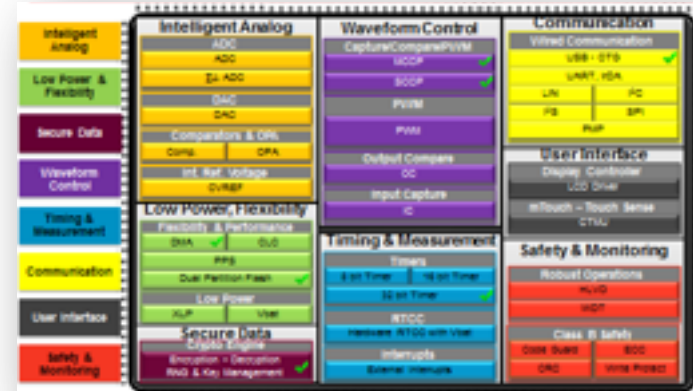 Intelligent
Analog
Low Power &
Flexibility
Secure Data
Waveform
Control
Timing &
Measurement
Communication
User Interface
Safety &
Monitoring
Intelligent Analog
ADC
ADC
ΣΔ ADC
DAC
DAC
Comparators & OPA
Comp. OPA
Int. Ref. Voltage
CVREF
Low Power, Flexibility
Flexibility & Performance
DMA CLC
PPS
Dual Partition Flash
Low Power
XLP Vbat
Secure Data
Crypto Engine
Encryption - Decryption
RNG & Key Management
Waveform Control
Capture/Compare/PWM
MCCP
SCCP
PWM
PWM
Output Compare
OC
Input Capture
IC
Timing & Measurement
Timers
8 bit Timer 16 bit Timer
32 bit Timer
RTCC
Hardware RTCC with Vbat
Interrupts
External Interrupts
Communication
Wired Communication
USB - OTG
UART, IrDA
LIN I²C
I²S SPI
PMP
User Interface
Display Controller
LCD Driver
mTouch - Touch Sense
CTMU
Safety & Monitoring
Robust Operations
HLVD
WDT
Class B Safety
Code Guard ECC
CRC Write Protect